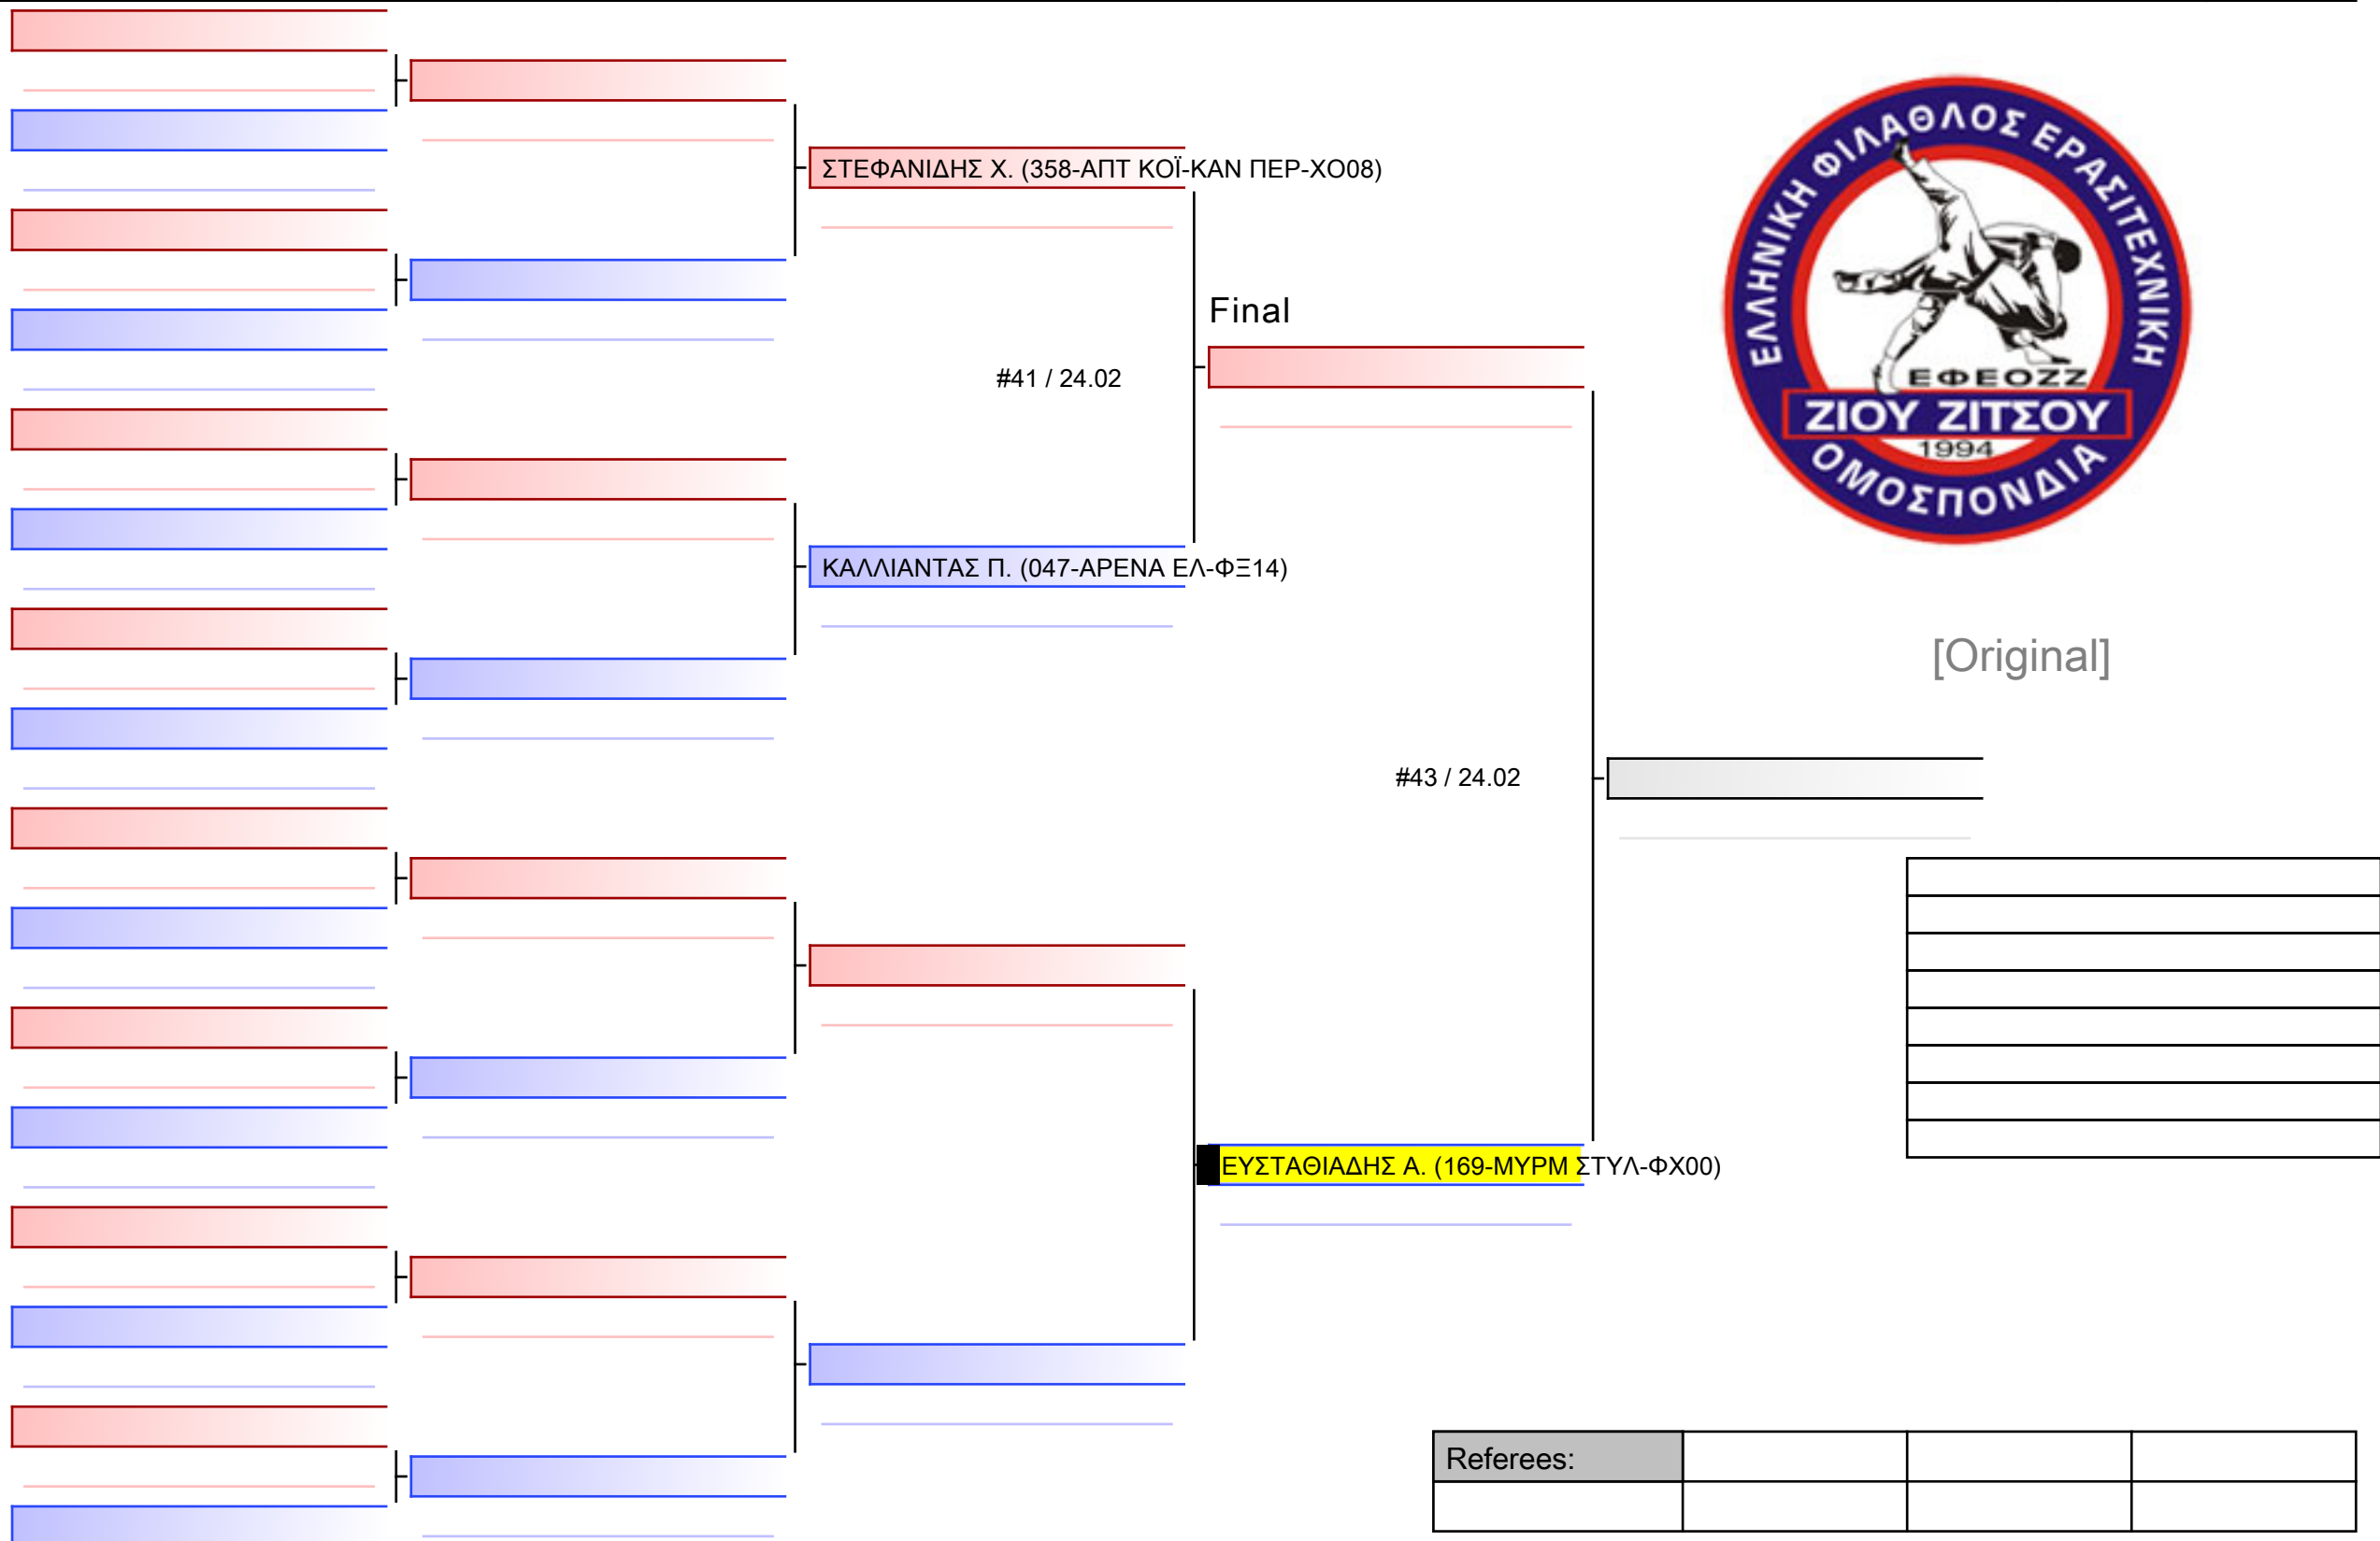 ΣΤΕΦΑΝΙΔΗΣ Χ. (358-ΑΠΤ ΚΟΪ-ΚΑΝ ΠΕΡ-ΧΟ08)
Final
#41 / 24.02
ΚΑΛΛΙΑΝΤΑΣ Π. (047-ΑΡΕΝΑ ΕΛ-ΦΞ14)
ΕΛΛΗΝΙΚΗ ΦΙΛΑΘΛΟΣ ΕΡΑΣΙΤΕΧΝΙΚΗ
ΕΦΕΟΖΖ
ΖΙΟΥ ΖΙΤΣΟΥ
1994
ΟΜΟΣΠΟΝΔΙΑ
[Original]
#43 / 24.02
ΕΥΣΤΑΘΙΑΔΗΣ Α. (169-ΜΥΡΜ ΣΤΥΛ-ΦΧ00)
Referees: